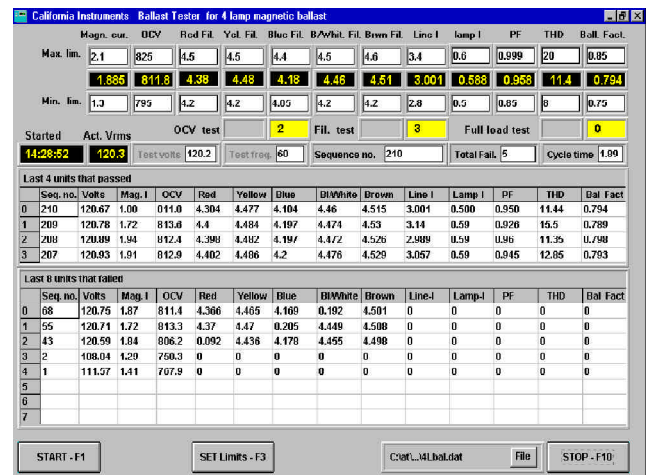 California Instruments Ballast Tester for 4 lamp magnetic ballast
Magn. cur. OCV Red Fil. Yel. Fil. Blue Fil. B/Whit. Fil. Brwn Fil. Line I lamp I PF THD Ball. Fact.
Max. lim. 2.1 825 4.5 4.5 4.4 4.5 4.6 3.4 0.6 0.999 20 0.85
1.885 811.8 4.38 4.48 4.18 4.46 4.51 3.001 0.588 0.958 11.4 0.794
Min. lim. 1.3 795 4.2 4.2 4.05 4.2 4.2 2.8 0.5 0.85 8 0.75
OCV test 2 Fil. test 3 Full load test 0
Started Act. Vrms
14:28:52 120.3 Test volts 120.2 Test freq. 60 Sequence no. 210 Total Fail. 5 Cycle time 1.99
Last 4 units that passed
Seq. no. Volts Mag. I OCV Red Yellow Blue Bl/White Brown Line I Lamp I PF THD Bal Fact
0 210 120.67 1.00 011.0 4.304 4.477 4.104 4.46 4.515 3.001 0.500 0.950 11.44 0.794
1 209 120.78 1.72 813.6 4.4 4.484 4.197 4.474 4.53 3.14 0.59 0.926 15.5 0.789
2 208 120.89 1.94 812.4 4.398 4.482 4.197 4.472 4.526 2.989 0.59 0.96 11.35 0.798
3 207 120.93 1.91 812.9 4.402 4.486 4.2 4.476 4.529 3.057 0.59 0.945 12.85 0.793
Last 8 units that failed
Seq. no. Volts Mag. I OCV Red Yellow Blue Bl/White Brown Line-I Lamp-I PF THD Bal Fact
0 68 120.75 1.87 811.4 4.366 4.465 4.169 0.192 4.501 0 0 0 0 0
1 55 120.71 1.72 813.3 4.37 4.47 0.205 4.449 4.508 0 0 0 0 0
2 43 120.59 1.84 806.2 0.092 4.436 4.178 4.455 4.498 0 0 0 0 0
3 2 108.04 1.20 750.3 0 0 0 0 0 0 0 0 0 0
4 1 111.57 1.41 767.9 0 0 0 0 0 0 0 0 0 0
5
6
7
START - F1 SET Limits - F3 C:\at\...\4Lbal.dat File STOP - F10